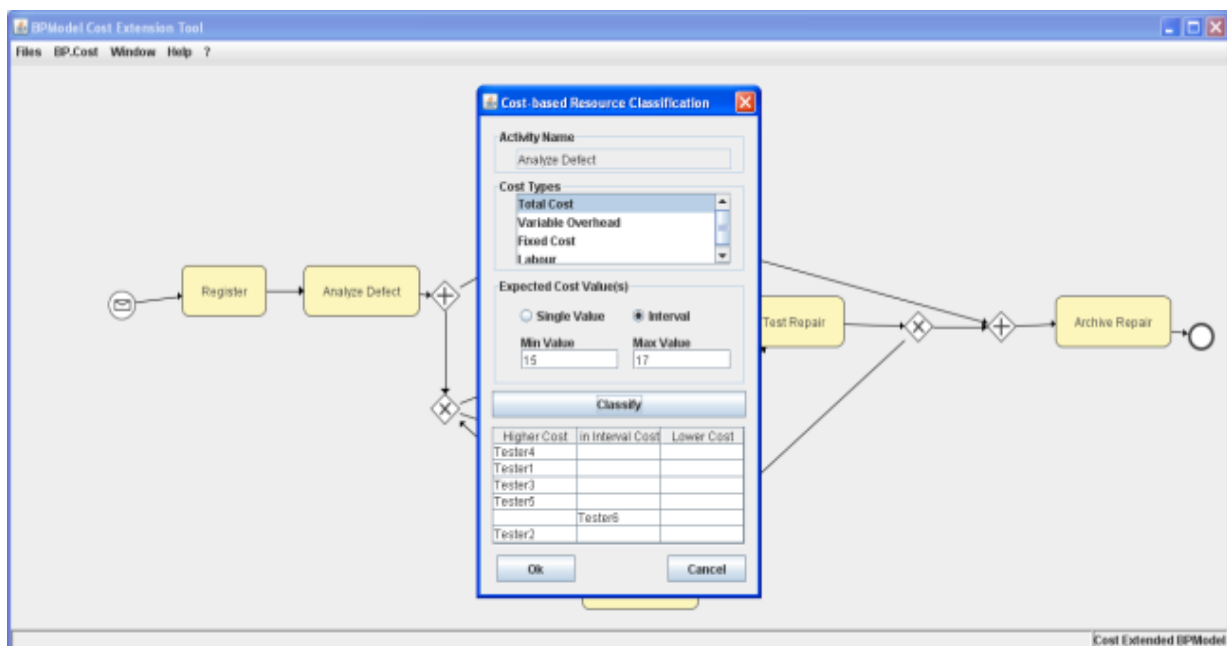 BPModel Cost Extension Tool
Files BP.Cost Window Help ?
Cost-based Resource Classification
Activity Name
Analyze Defect
Cost Types
Total Cost
Variable Overhead
Fixed Cost
Labour
Expected Cost Value(s)
Single Value Interval
Min Value Max Value
15 17
Classify
Higher Cost in Interval Cost Lower Cost
Tester4
Tester1
Tester3
Tester5
Tester6
Tester2
Ok Cancel
Register
Analyze Defect
Test Repair
Archive Repair
Cost Extended BPModel